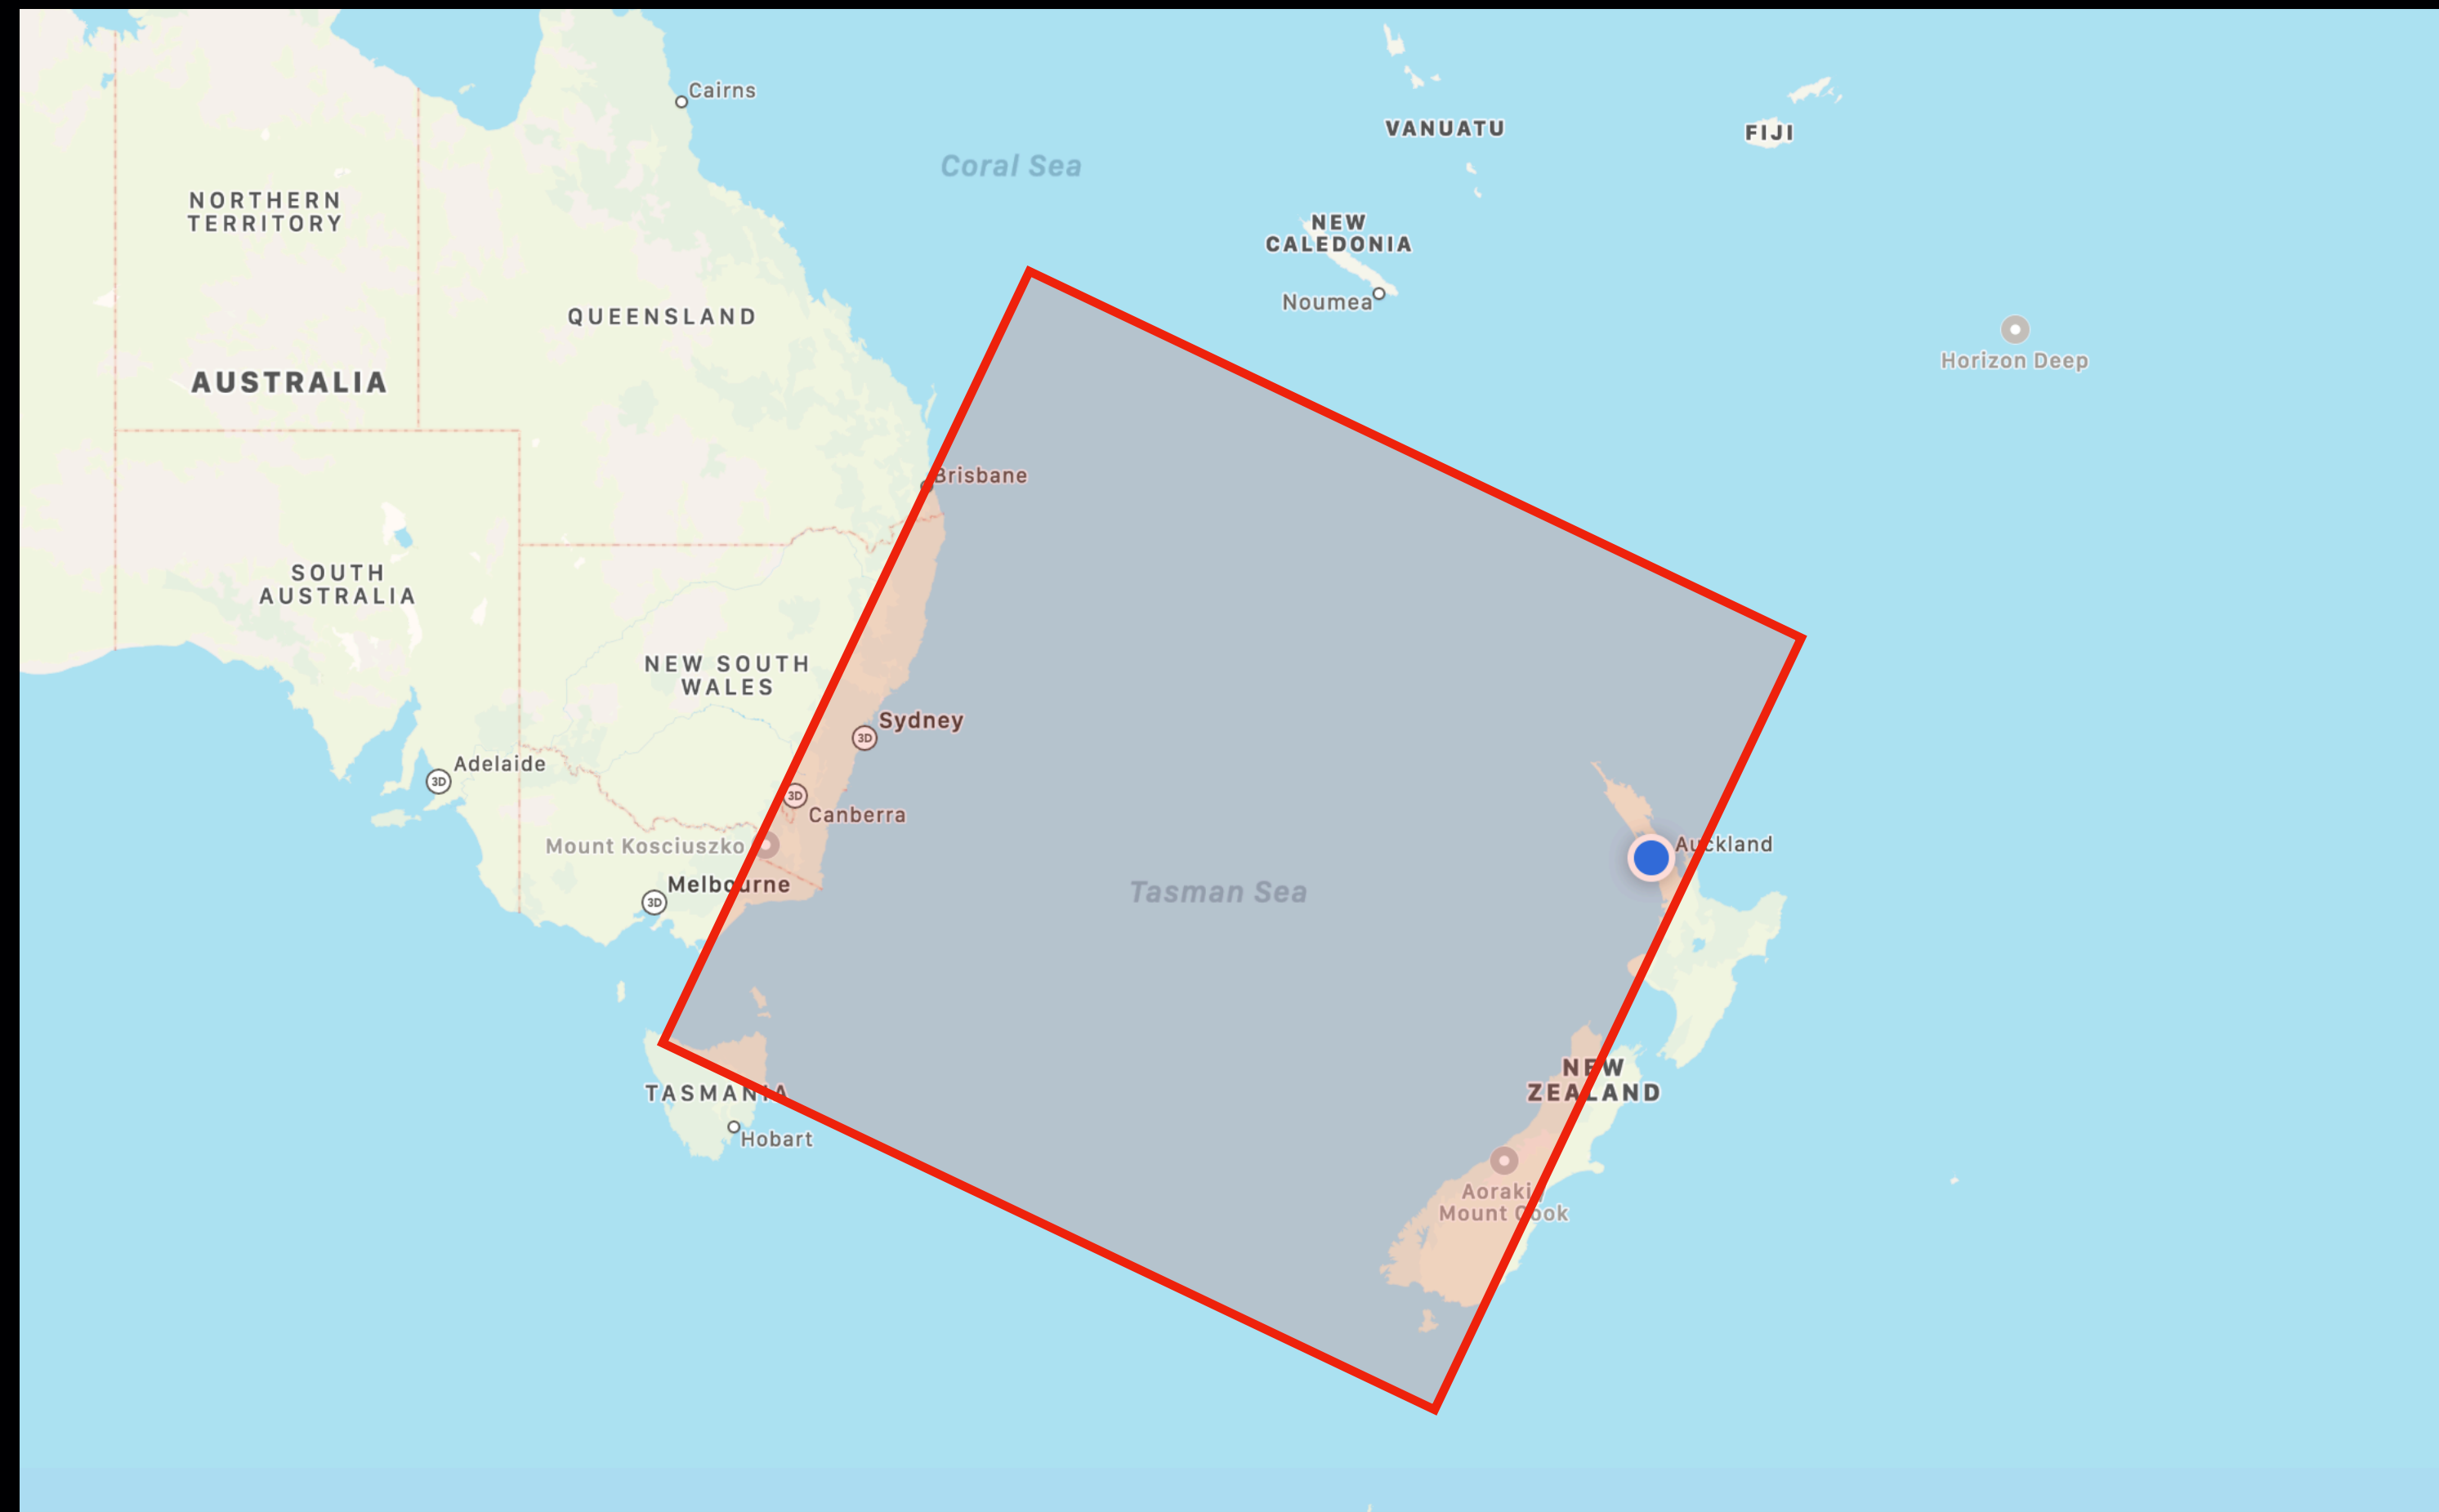 Cairns
VANUATU
FIJI
Coral Sea
NORTHERN
TERRITORY
NEW
CALEDONIA
Noumea
QUEENSLAND
Horizon Deep
AUSTRALIA
Brisbane
SOUTH
AUSTRALIA
NEW SOUTH
WALES
Sydney
3D
Adelaide
3D
3D
Canberra
Mount Kosciuszko
Auckland
Melbourne
3D
Tasman Sea
NEW
ZEALAND
TASMANIA
Hobart
Aoraki/
Mount Cook